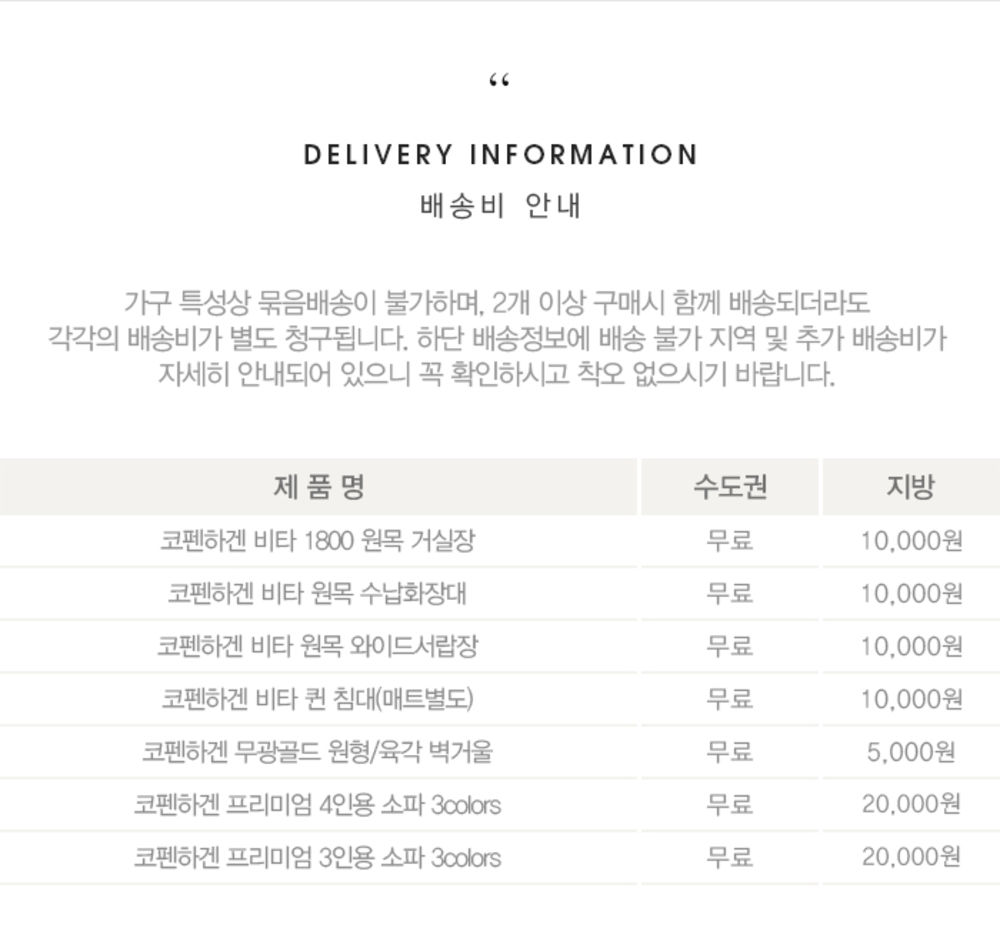 “
DELIVERY INFORMATION
배송비 안내
가구 특성상 묶음배송이 불가하며, 2개 이상 구매시 함께 배송되더라도
각각의 배송비가 별도 청구됩니다. 하단 배송정보에 배송 불가 지역 및 추가 배송비가
자세히 안내되어 있으니 꼭 확인하시고 착오 없으시기 바랍니다.
제 품 명 수도권 지방
코펜하겐 비타 1800 원목 거실장 무료 10,000원
코펜하겐 비타 원목 수납화장대 무료 10,000원
코펜하겐 비타 원목 와이드서랍장 무료 10,000원
코펜하겐 비타 퀸 침대(매트별도) 무료 10,000원
코펜하겐 무광골드 원형/육각 벽거울 무료 5,000원
코펜하겐 프리미엄 4인용 소파 3colors 무료 20,000원
코펜하겐 프리미엄 3인용 소파 3colors 무료 20,000원